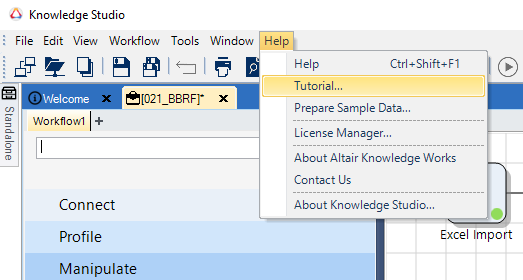 Knowledge Studio
File Edit View Workflow Tools Window Help
Help Ctrl+Shift+F1
Tutorial...
Prepare Sample Data...
License Manager...
About Altair Knowledge Works
Contact Us
About Knowledge Studio...
Standalone
Welcome × [021_BBRF]* ×
Workflow1 +
Connect
Profile
Manipulate
Excel Import